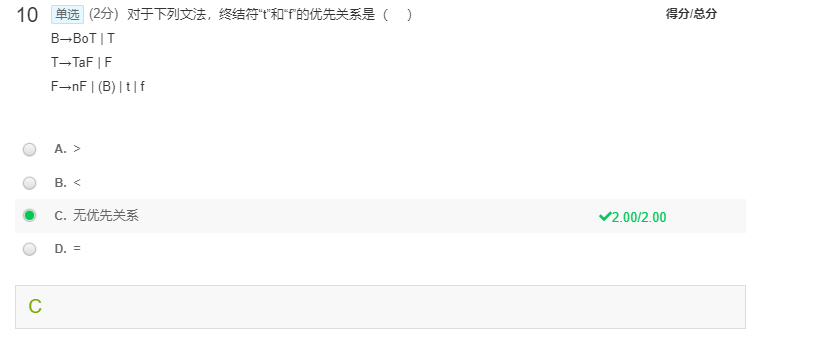 10 单选 (2分) 对于下列文法，终结符“t”和“f”的优先关系是（ ） 得分/总分
B→BoT | T
T→TaF | F
F→nF | (B) | t | f
A. >
B. <
C. 无优先关系 2.00/2.00
D. =
C